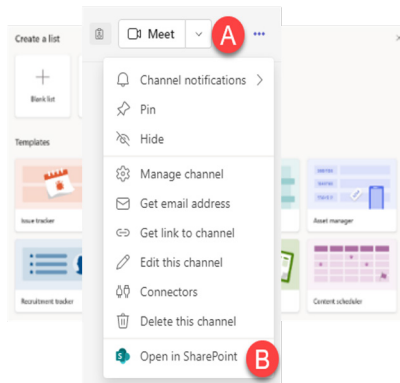 Create a list
Meet
A
Channel notifications
Blank list
Pin
Hide
Templates
Manage channel
Get email address
Issue tracker
Asset manager
Get link to channel
Edit this channel
Connectors
Recruitment tracker
Content scheduler
Delete this channel
Open in SharePoint
B